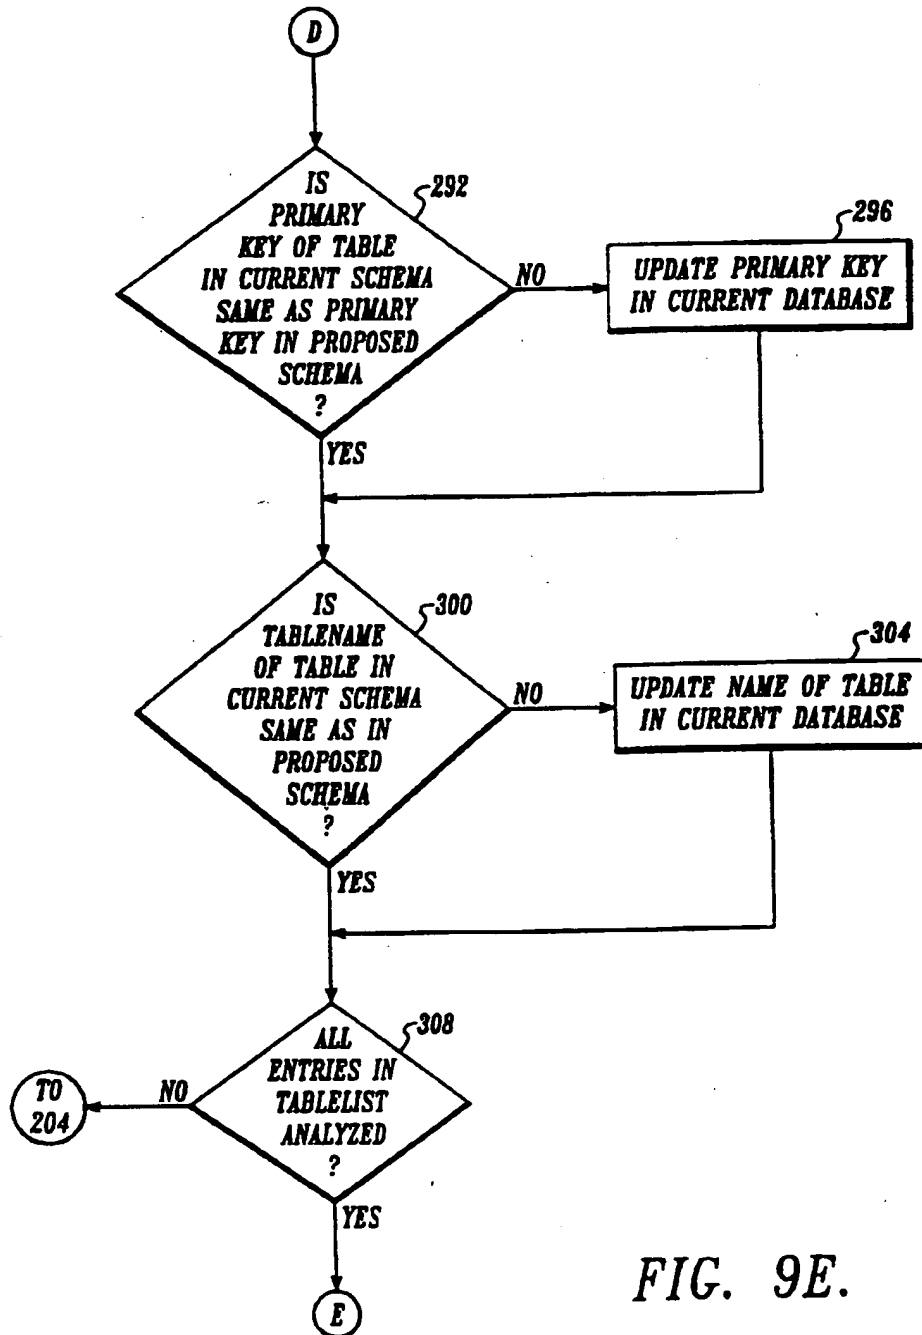 D
IS
PRIMARY
KEY OF TABLE
IN CURRENT SCHEMA
SAME AS PRIMARY
KEY IN PROPOSED
SCHEMA
?
292
NO
296
UPDATE PRIMARY KEY
IN CURRENT DATABASE
YES
IS
TABLENAME
OF TABLE IN
CURRENT SCHEMA
SAME AS IN
PROPOSED
SCHEMA
?
300
NO
304
UPDATE NAME OF TABLE
IN CURRENT DATABASE
YES
ALL
ENTRIES IN
TABLELIST
ANALYZED
?
308
NO
TO
204
YES
E
FIG. 9E.